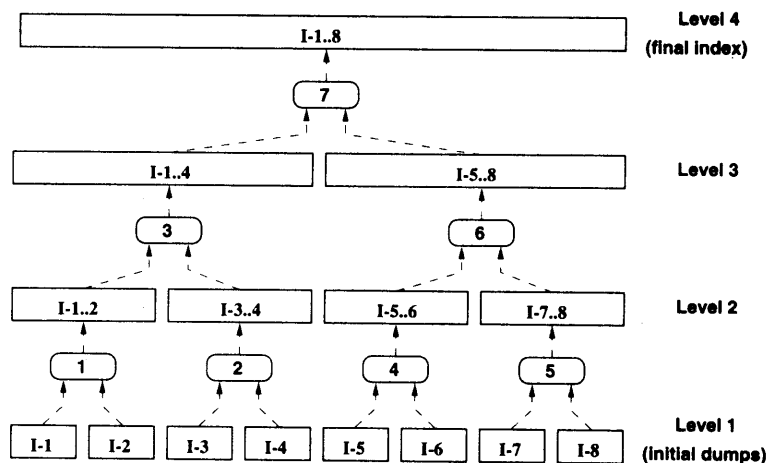 Level 4
I-1..8
(final index)
7
I-1..4
I-5..8
Level 3
3
6
I-1..2
I-3..4
I-5..6
I-7..8
Level 2
1
2
4
5
Level 1
I-1
I-2
I-3
I-4
I-5
I-6
I-7
I-8
(initial dumps)